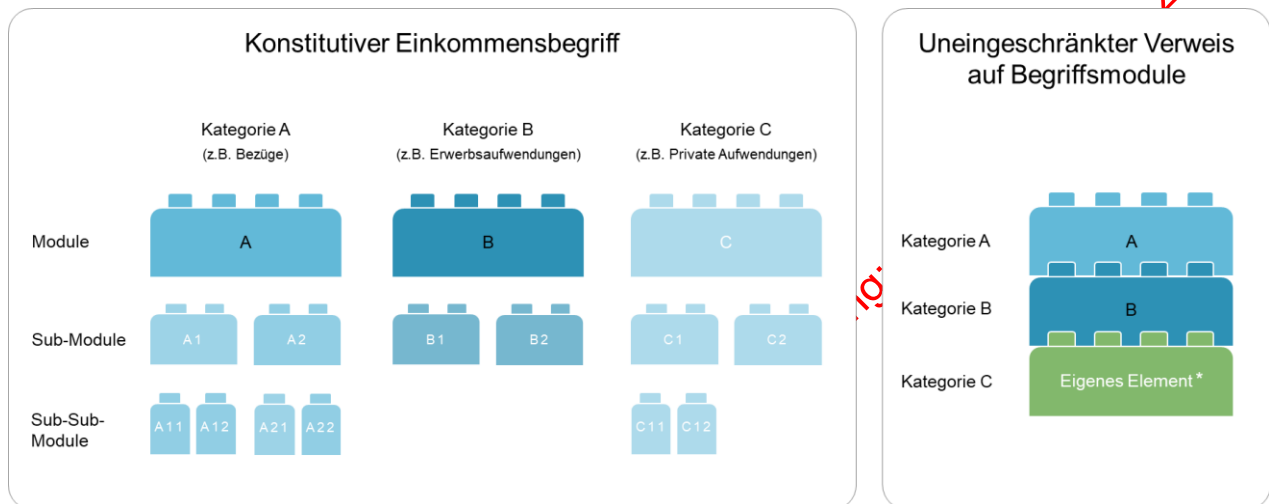 Konstitutiver Einkommensbegriff
Kategorie A
(z.B. Bezüge)
Kategorie B
(z.B. Erwerbsaufwendungen)
Kategorie C
(z.B. Private Aufwendungen)
Module
A
B
C
Sub-Module
A1
A2
B1
B2
C1
C2
Sub-Sub-
Module
A11
A12
A21
A22
C11
C12
Uneingeschränkter Verweis
auf Begriffsmodule
Kategorie A
A
Kategorie B
B
Kategorie C
Eigenes Element*